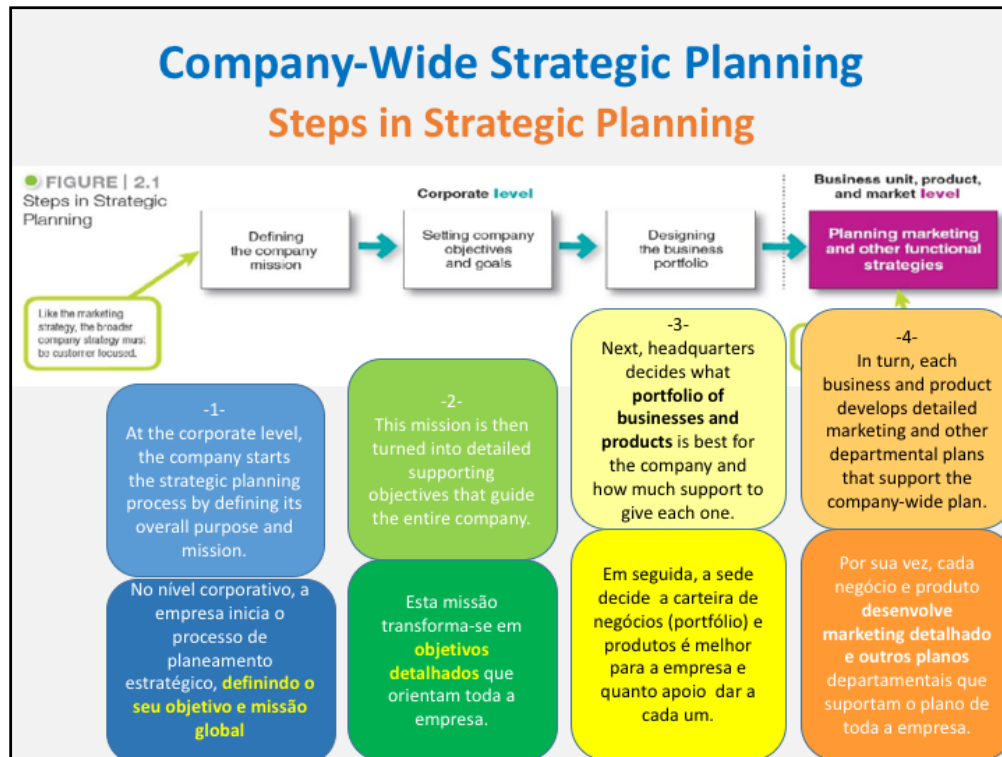 Company-Wide Strategic Planning
Steps in Strategic Planning
FIGURE | 2.1
Steps in Strategic
Planning
Corporate level
Business unit, product,
and market level
Defining
the company
mission
Setting company
objectives
and goals
Designing
the business
portfolio
Planning marketing
and other functional
strategies
Like the marketing
strategy, the broader
company strategy must
be customer focused.
-1-
At the corporate level,
the company starts
the strategic planning
process by defining its
overall purpose and
mission.
No nível corporativo, a
empresa inicia o
processo de
planeamento
estratégico, definindo o
seu objetivo e missão
global
-2-
This mission is then
turned into detailed
supporting
objectives that guide
the entire company.
Esta missão
transforma-se em
objetivos
detalhados que
orientam toda a
empresa.
-3-
Next, headquarters
decides what
portfolio of
businesses and
products is best for
the company and
how much support to
give each one.
Em seguida, a sede
decide a carteira de
negócios (portfólio) e
produtos é melhor
para a empresa e
quanto apoio dar a
cada um.
-4-
In turn, each
business and product
develops detailed
marketing and other
departmental plans
that support the
company-wide plan.
Por sua vez, cada
negócio e produto
desenvolve
marketing detalhado
e outros planos
departamentais que
suportam o plano de
toda a empresa.